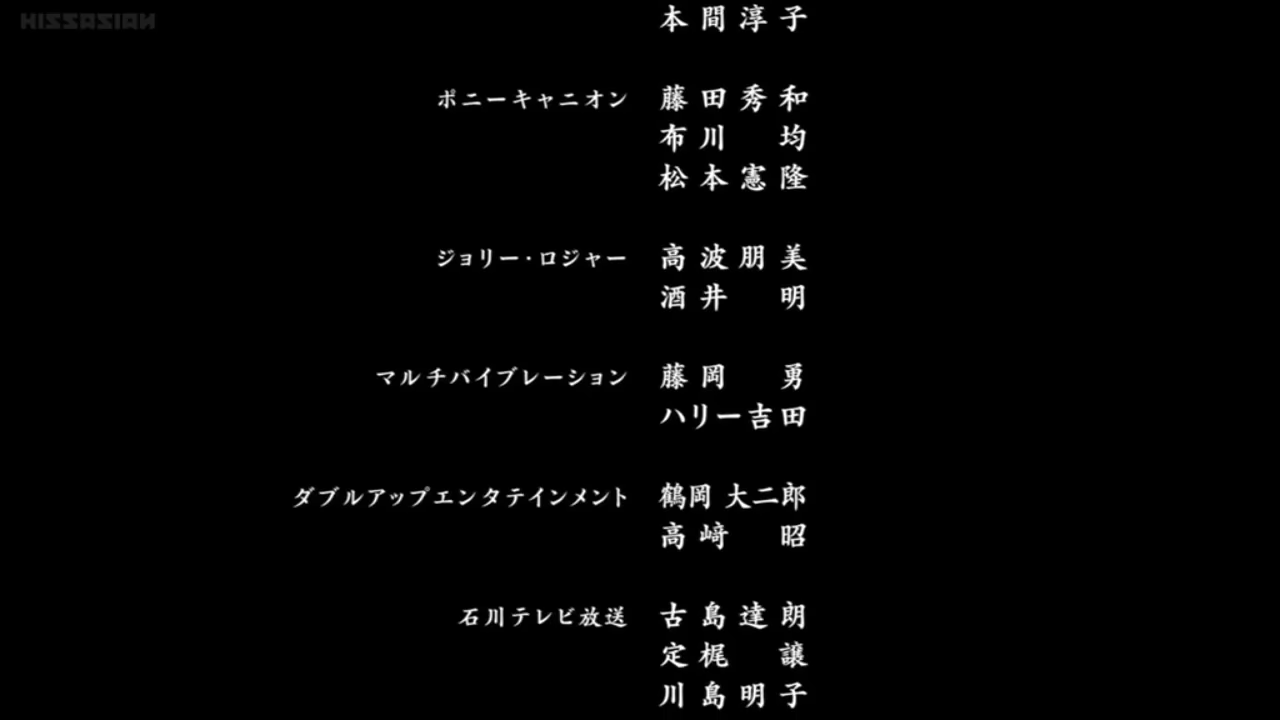 KISSASIAN
本間淳子
ポニーキャニオン 藤田秀和
布川 均
松本憲隆
ジョリー・ロジャー 高波朋美
酒井 明
マルチバイブレーション 藤岡 勇
ハリー吉田
ダブルアップエンタテインメント 鶴岡 大二郎
高﨑 昭
石川テレビ放送 古島達朗
定梶 譲
川島明子